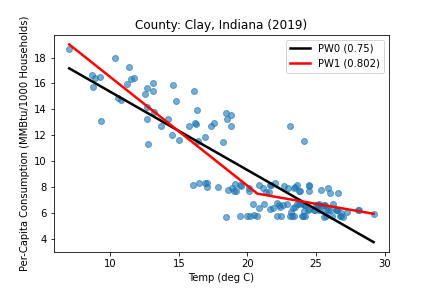 County: Clay, Indiana (2019)
PW0 (0.75)
PW1 (0.802)
Per-Capita Consumption (MMBtu/1000 Households)
18
16
14
12
10
8
6
4
10 15 20 25 30
Temp (deg C)